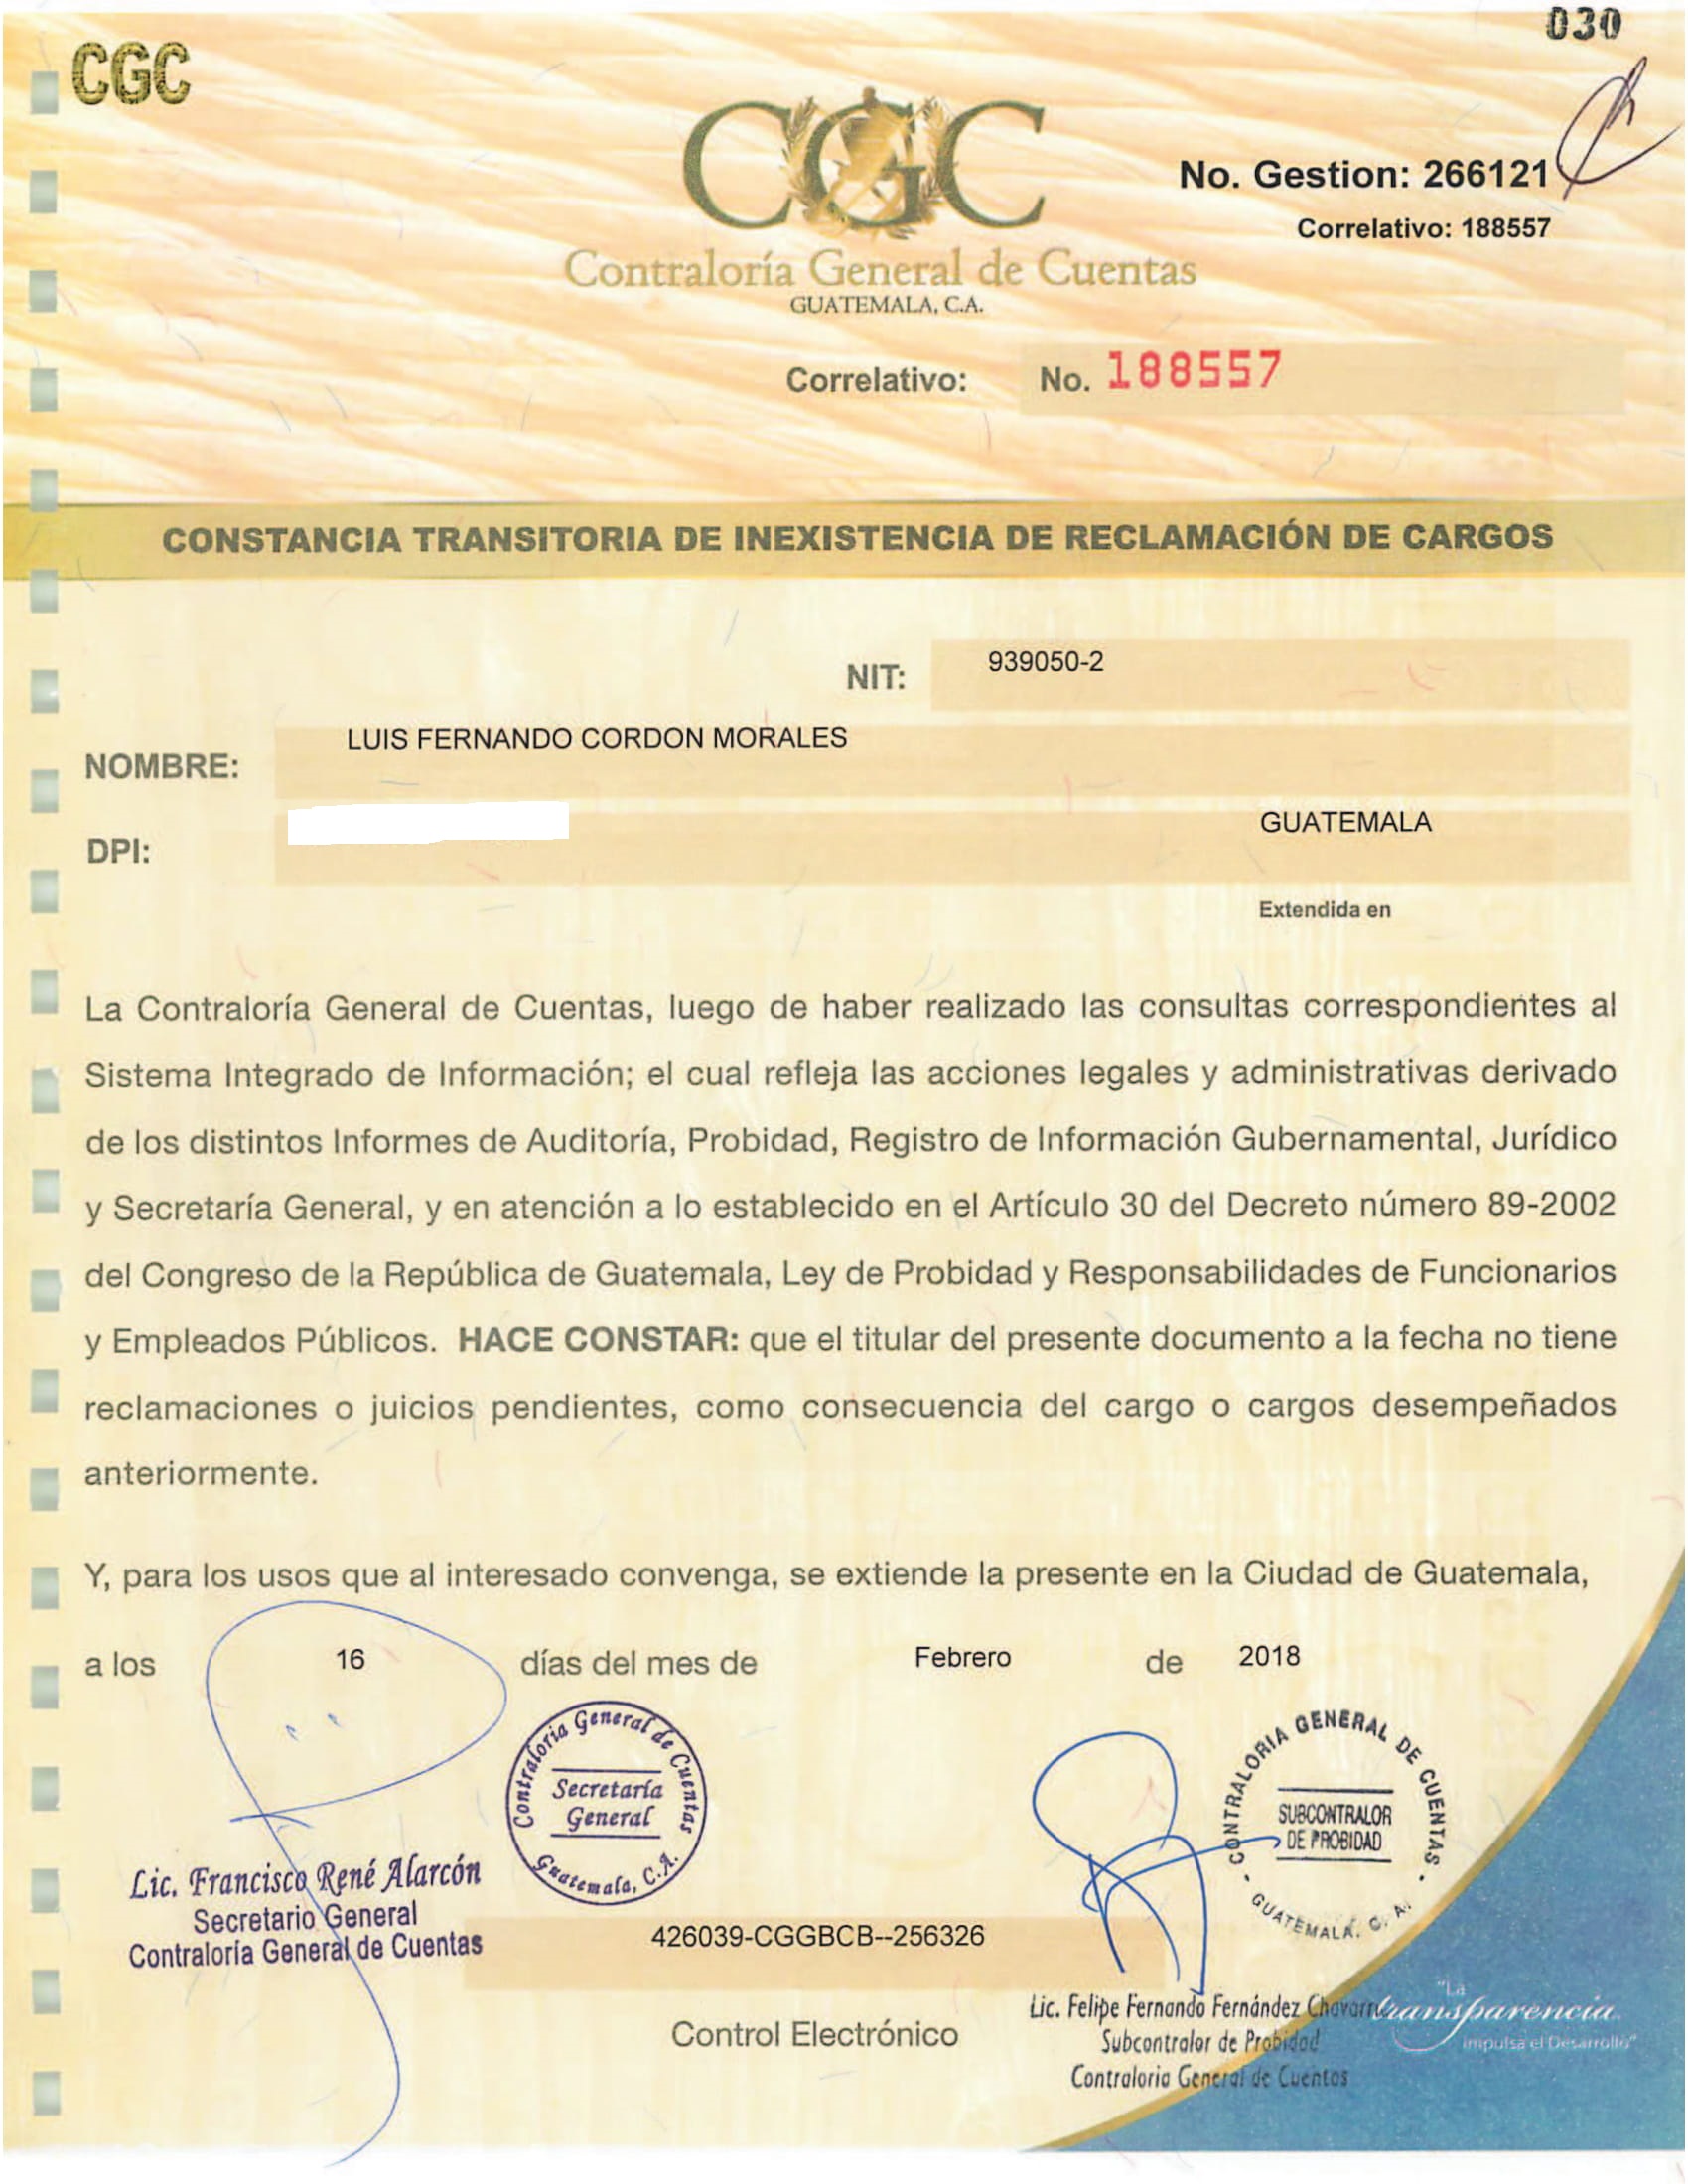 030
CGC
CGC
No. Gestion: 266121
Correlativo: 188557
Contraloría General de Cuentas
GUATEMALA, C.A.
Correlativo: No. 188557
CONSTANCIA TRANSITORIA DE INEXISTENCIA DE RECLAMACIÓN DE CARGOS
NIT: 939050-2
NOMBRE: LUIS FERNANDO CORDON MORALES
DPI: GUATEMALA
Extendida en
La Contraloría General de Cuentas, luego de haber realizado las consultas correspondientes al
Sistema Integrado de Información; el cual refleja las acciones legales y administrativas derivado
de los distintos Informes de Auditoría, Probidad, Registro de Información Gubernamental, Jurídico
y Secretaría General, y en atención a lo establecido en el Artículo 30 del Decreto número 89-2002
del Congreso de la República de Guatemala, Ley de Probidad y Responsabilidades de Funcionarios
y Empleados Públicos. HACE CONSTAR: que el titular del presente documento a la fecha no tiene
reclamaciones o juicios pendientes, como consecuencia del cargo o cargos desempeñados
anteriormente.
Y, para los usos que al interesado convenga, se extiende la presente en la Ciudad de Guatemala,
a los 16 días del mes de Febrero de 2018
Contraloría General de Cuentas
Secretaría
General
Guatemala, C.A.
CONTRALORIA GENERAL DE CUENTAS
SUBCONTRALOR
DE PROBIDAD
GUATEMALA, C. A.
Lic. Francisco René Alarcón
Secretario General
Contraloría General de Cuentas
426039-CGGBCB--256326
Control Electrónico
Lic. Felipe Fernando Fernández
Subcontralor de Probidad
Contraloria General de Cuentas
"La
transparencia
impulsa el Desarrollo"